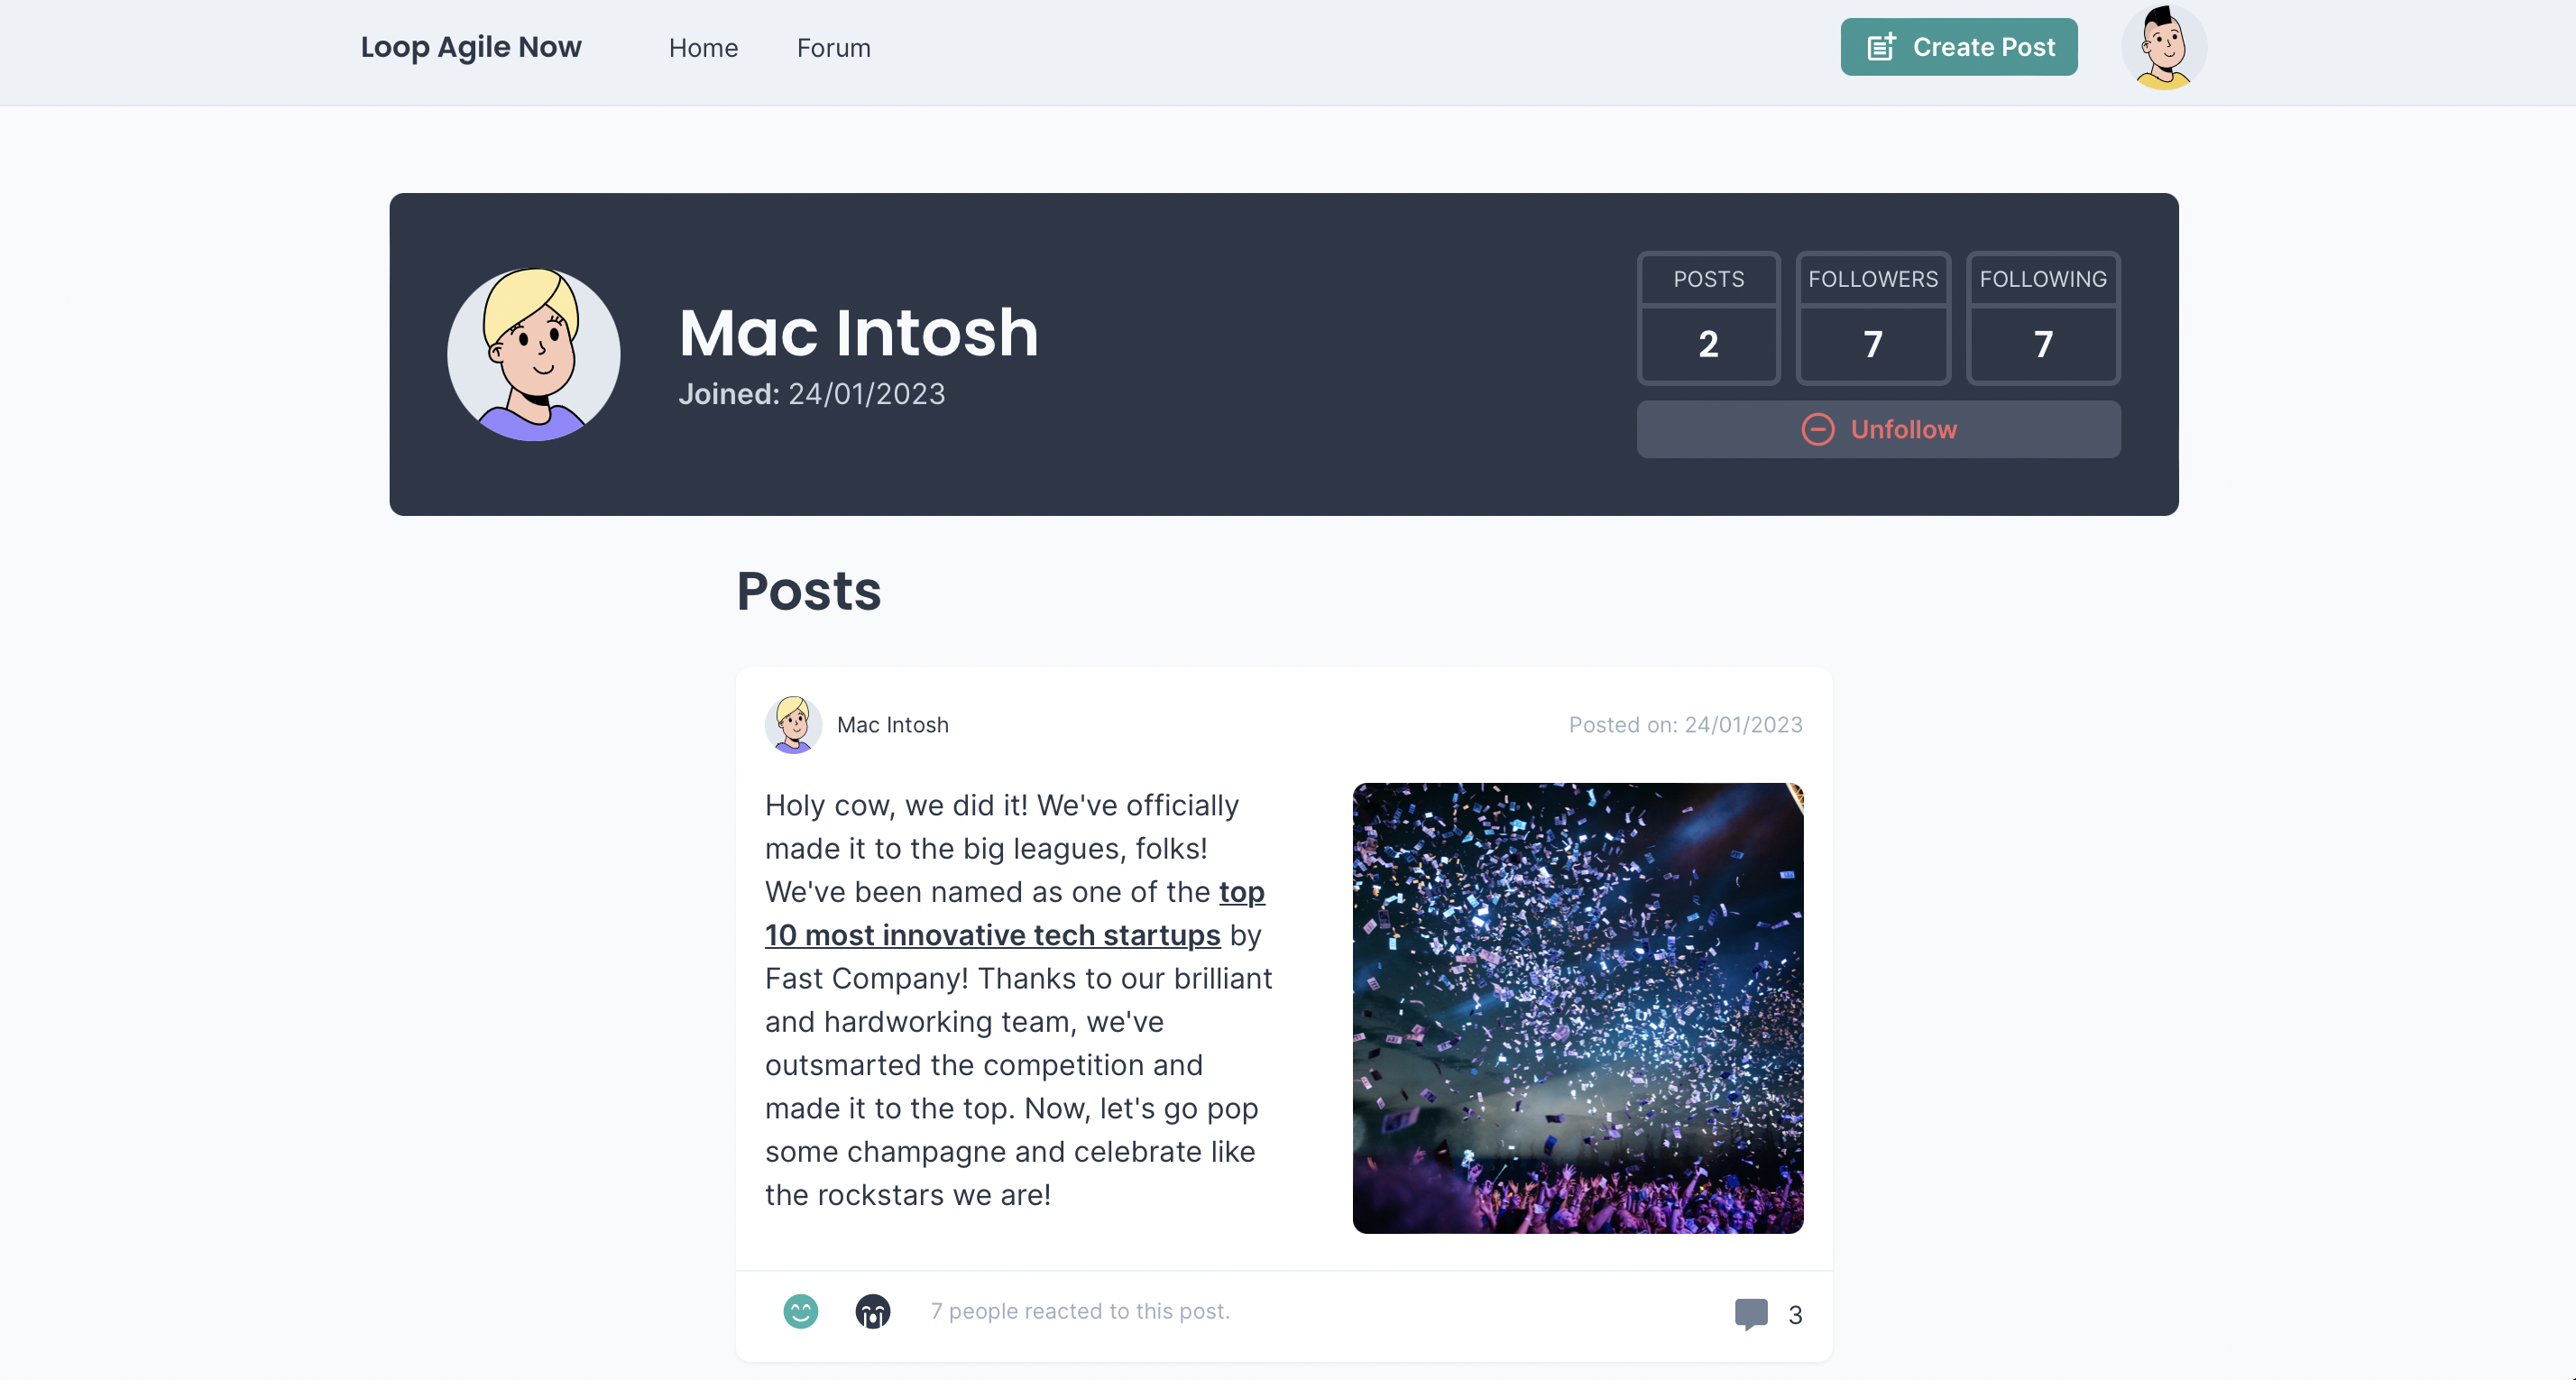 Loop Agile Now
Home
Forum
Create Post
Mac Intosh
Joined: 24/01/2023
POSTS
2
FOLLOWERS
7
FOLLOWING
7
Unfollow
Posts
Mac Intosh
Posted on: 24/01/2023
Holy cow, we did it! We've officially
made it to the big leagues, folks!
We've been named as one of the top
10 most innovative tech startups by
Fast Company! Thanks to our brilliant
and hardworking team, we've
outsmarted the competition and
made it to the top. Now, let's go pop
some champagne and celebrate like
the rockstars we are!
7 people reacted to this post.
3